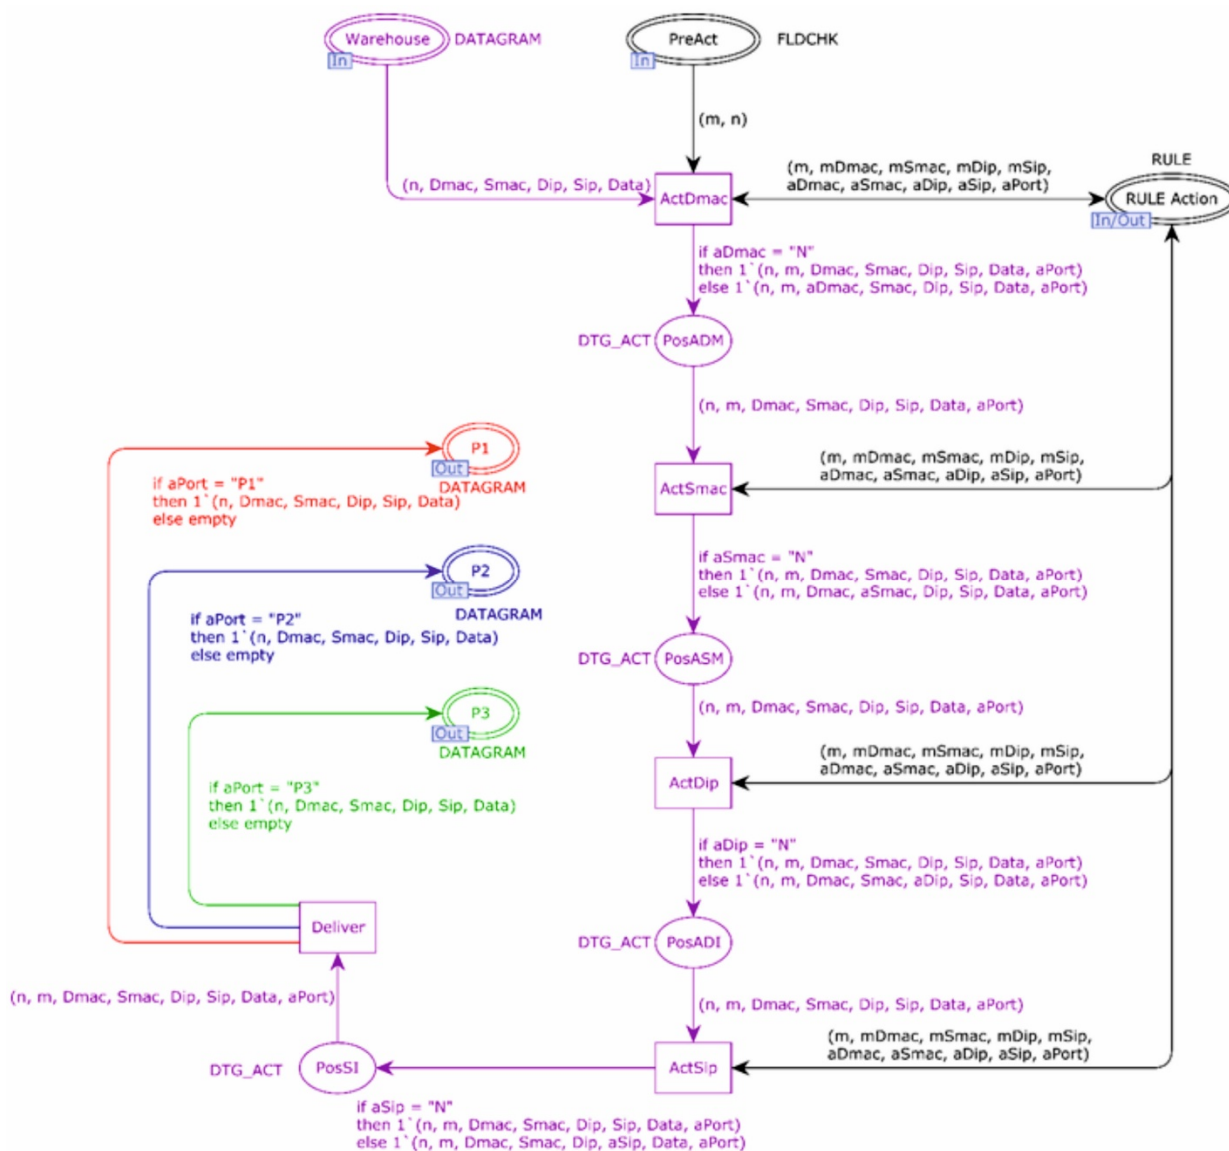 Warehouse
DATAGRAM
In
PreAct
FLDCHK
In
(m, n)
(n, Dmac, Smac, Dip, Sip, Data)
ActDmac
(m, mDmac, mSmac, mDip, mSip,
aDmac, aSmac, aDip, aSip, aPort)
RULE
RULE Action
In/Out
if aDmac = "N"
then 1`(n, m, Dmac, Smac, Dip, Sip, Data, aPort)
else 1`(n, m, aDmac, Smac, Dip, Sip, Data, aPort)
DTG_ACT
PosADM
(n, m, Dmac, Smac, Dip, Sip, Data, aPort)
P1
Out
DATAGRAM
if aPort = "P1"
then 1`(n, Dmac, Smac, Dip, Sip, Data)
else empty
ActSmac
(m, mDmac, mSmac, mDip, mSip,
aDmac, aSmac, aDip, aSip, aPort)
if aSmac = "N"
then 1`(n, m, Dmac, Smac, Dip, Sip, Data, aPort)
else 1`(n, m, Dmac, aSmac, Dip, Sip, Data, aPort)
P2
Out
DATAGRAM
if aPort = "P2"
then 1`(n, Dmac, Smac, Dip, Sip, Data)
else empty
DTG_ACT
PosASM
(n, m, Dmac, Smac, Dip, Sip, Data, aPort)
P3
Out
DATAGRAM
if aPort = "P3"
then 1`(n, Dmac, Smac, Dip, Sip, Data)
else empty
ActDip
(m, mDmac, mSmac, mDip, mSip,
aDmac, aSmac, aDip, aSip, aPort)
if aDip = "N"
then 1`(n, m, Dmac, Smac, Dip, Sip, Data, aPort)
else 1`(n, m, Dmac, Smac, aDip, Sip, Data, aPort)
Deliver
DTG_ACT
PosADI
(n, m, Dmac, Smac, Dip, Sip, Data, aPort)
(n, m, Dmac, Smac, Dip, Sip, Data, aPort)
DTG_ACT
PosSI
ActSip
(m, mDmac, mSmac, mDip, mSip,
aDmac, aSmac, aDip, aSip, aPort)
if aSip = "N"
then 1`(n, m, Dmac, Smac, Dip, Sip, Data, aPort)
else 1`(n, m, Dmac, Smac, Dip, aSip, Data, aPort)